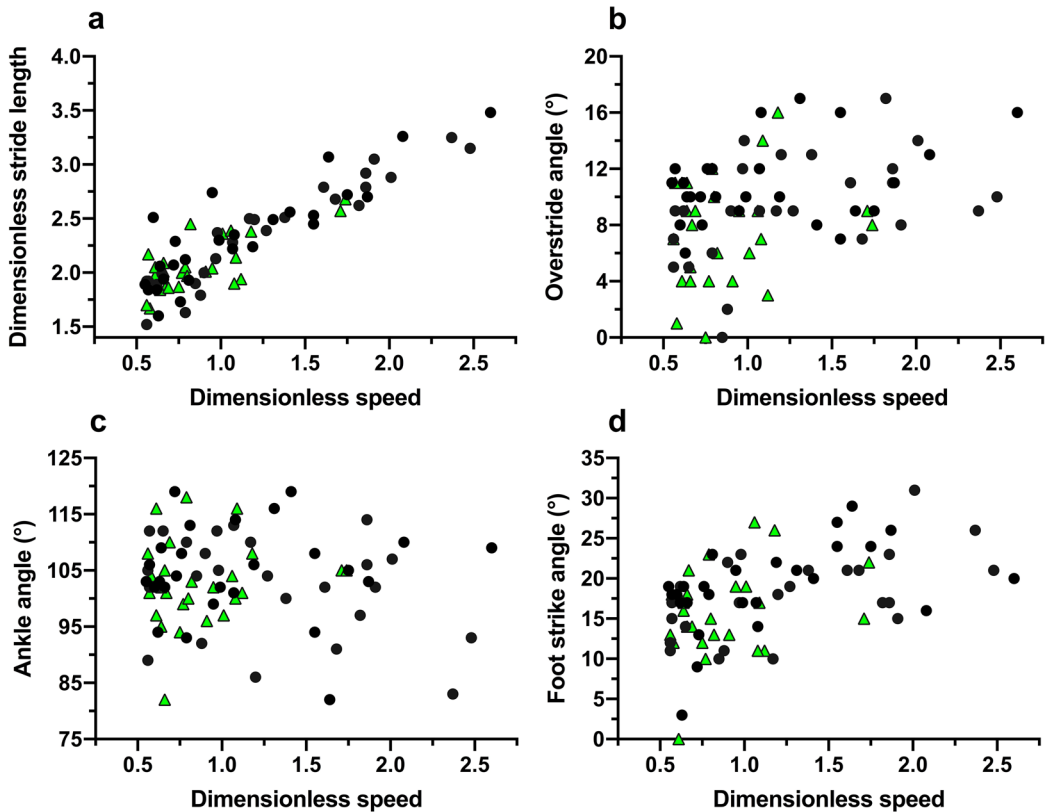 a
Dimensionless stride length
4.0
3.5
3.0
2.5
2.0
1.5
0.5 1.0 1.5 2.0 2.5
Dimensionless speed
b
Overstride angle (°)
20
16
12
8
4
0
0.5 1.0 1.5 2.0 2.5
Dimensionless speed
c
Ankle angle (°)
125
115
105
95
85
75
0.5 1.0 1.5 2.0 2.5
Dimensionless speed
d
Foot strike angle (°)
35
30
25
20
15
10
5
0
0.5 1.0 1.5 2.0 2.5
Dimensionless speed